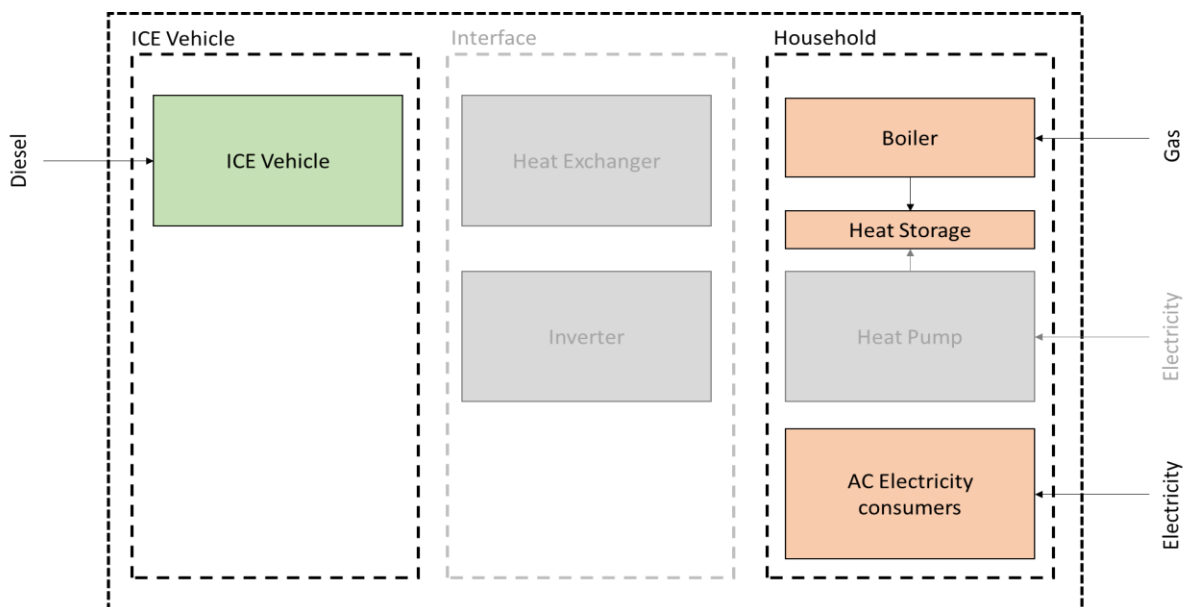 ICE Vehicle
Interface
Household
Diesel
ICE Vehicle
Heat Exchanger
Boiler
Gas
Heat Storage
Inverter
Heat Pump
Electricity
AC Electricity
consumers
Electricity